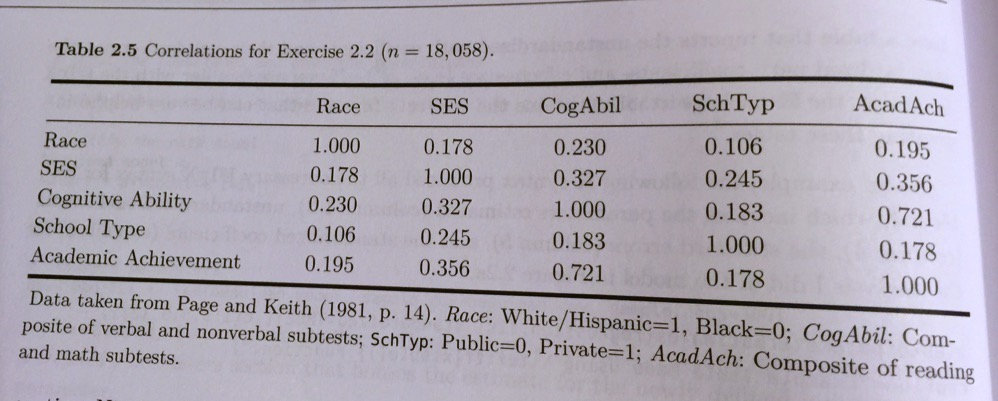 Table 2.5 Correlations for Exercise 2.2 (n = 18,058).
Race SES CogAbil SchTyp AcadAch
Race 1.000 0.178 0.230 0.106 0.195
SES 0.178 1.000 0.327 0.245 0.356
Cognitive Ability 0.230 0.327 1.000 0.183 0.721
School Type 0.106 0.245 0.183 1.000 0.178
Academic Achievement 0.195 0.356 0.721 0.178 1.000
Data taken from Page and Keith (1981, p. 14). Race: White/Hispanic=1, Black=0; CogAbil: Com-
posite of verbal and nonverbal subtests; SchTyp: Public=0, Private=1; AcadAch: Composite of reading
and math subtests.